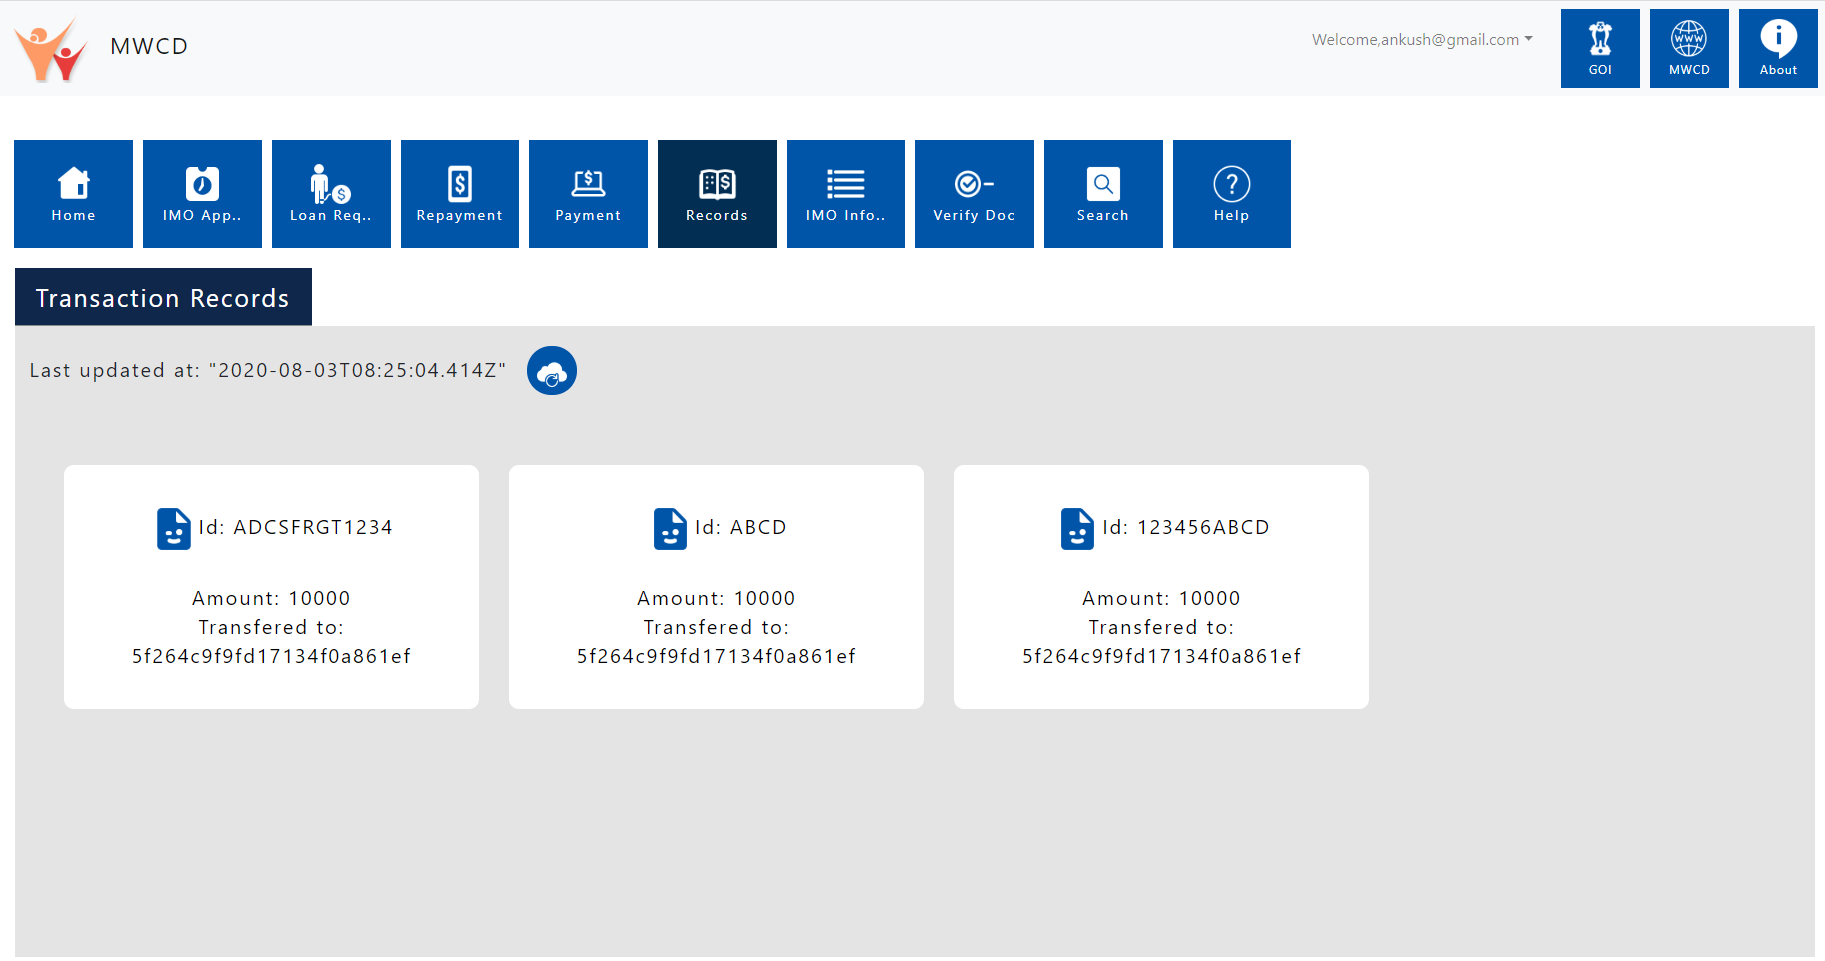 MWCD
Welcome,ankush@gmail.com
GOI
WWW
MWCD
About
Home
IMO App..
Loan Req..
Repayment
Payment
Records
IMO Info..
Verify Doc
Search
Help
Transaction Records
Last updated at: "2020-08-03T08:25:04.414Z"
Id: ADCSFRGT1234
Amount: 10000
Transfered to:
5f264c9f9fd17134f0a861ef
Id: ABCD
Amount: 10000
Transfered to:
5f264c9f9fd17134f0a861ef
Id: 123456ABCD
Amount: 10000
Transfered to:
5f264c9f9fd17134f0a861ef